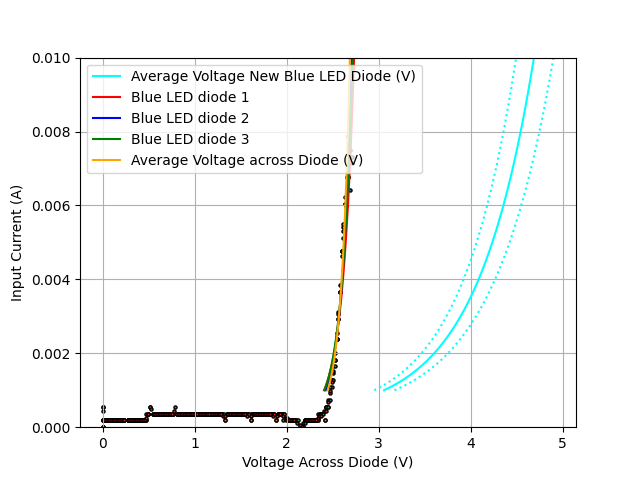 0.010
0.008
0.006
0.004
0.002
0.000
Input Current (A)
Average Voltage New Blue LED Diode (V)
Blue LED diode 1
Blue LED diode 2
Blue LED diode 3
Average Voltage across Diode (V)
0 1 2 3 4 5
Voltage Across Diode (V)